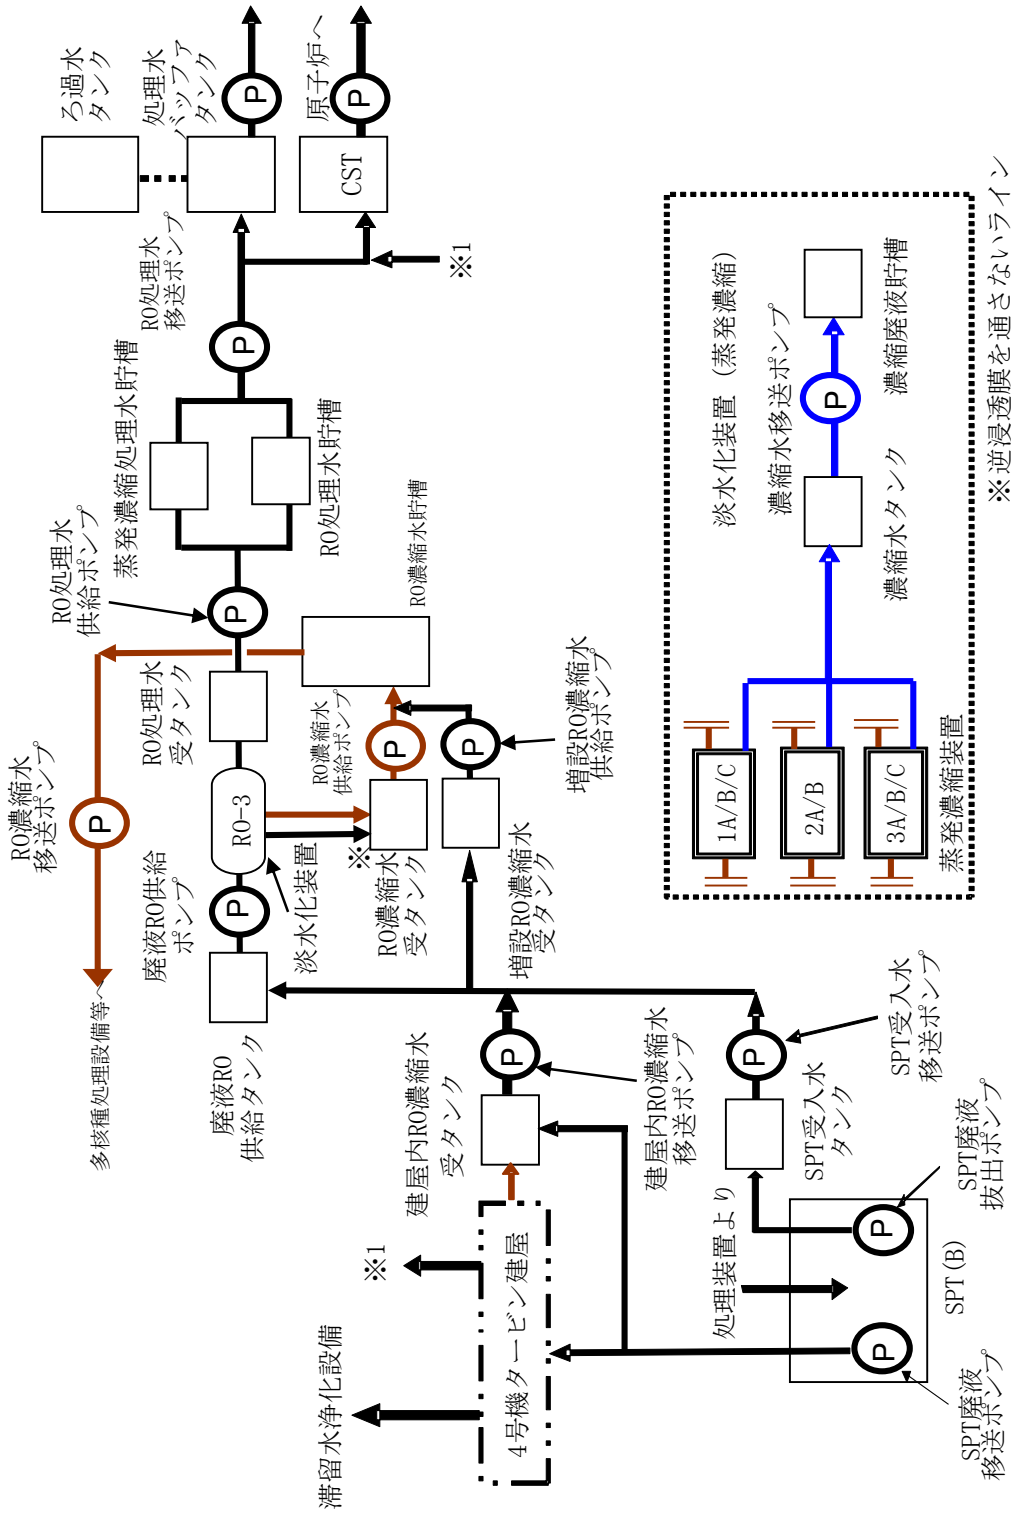 ろ過水
タンク
処理水
バッファ
タンク
P
原子炉へ
P
CST
RO処理水
移送ポンプ
※1
P
蒸発濃縮処理水貯槽
RO処理水貯槽
RO処理水
供給ポンプ
P
RO濃縮水貯槽
RO処理水
受タンク
RO濃縮水
供給ポンプ
P
増設RO濃縮水
供給ポンプ
P
RO濃縮水
移送ポンプ
P
RO-3
※
廃液RO供給
ポンプ
P
淡水化装置
RO濃縮水
受タンク
増設RO濃縮水
受タンク
多核種処理設備等へ
廃液RO
供給タンク
建屋内RO濃縮水
受タンク
P
建屋内RO濃縮水
移送ポンプ
P
SPT受入水
移送ポンプ
SPT受入水
タンク
※1
滞留水浄化設備
4号機タービン建屋
処理装置より
P
SPT廃液
抜出ポンプ
SPT(B)
P
SPT廃液
移送ポンプ
淡水化装置（蒸発濃縮）
濃縮水移送ポンプ
P
濃縮廃液貯槽
濃縮水タンク
1A/B/C
2A/B
3A/B/C
蒸発濃縮装置
※逆浸透膜を通さないライン